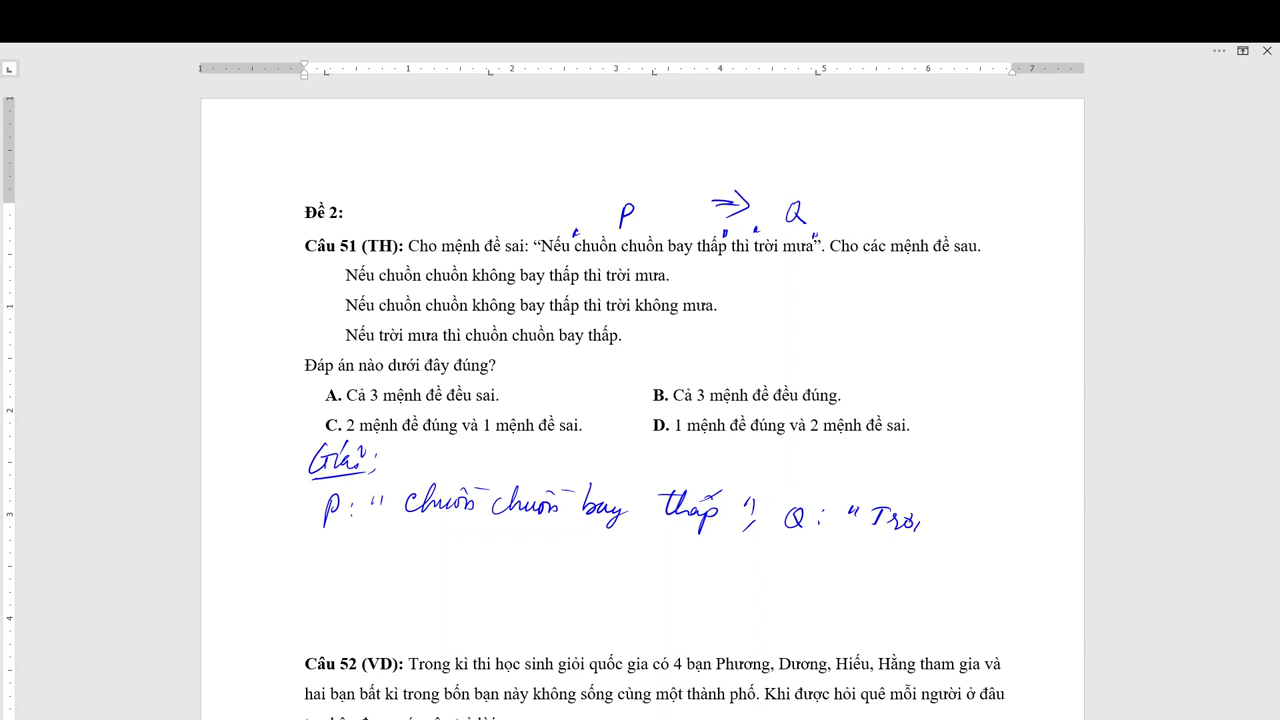 Đề 2:
P ⇒ Q
Câu 51 (TH): Cho mệnh đề sai: “Nếu chuồn chuồn bay thấp thì trời mưa”. Cho các mệnh đề sau.
Nếu chuồn chuồn không bay thấp thì trời mưa.
Nếu chuồn chuồn không bay thấp thì trời không mưa.
Nếu trời mưa thì chuồn chuồn bay thấp.
Đáp án nào dưới đây đúng?
A. Cả 3 mệnh đề đều sai. B. Cả 3 mệnh đề đều đúng.
C. 2 mệnh đề đúng và 1 mệnh đề sai. D. 1 mệnh đề đúng và 2 mệnh đề sai.
Giải:
P: " chuồn chuồn bay thấp "; Q: " Trơ
Câu 52 (VD): Trong kì thi học sinh giỏi quốc gia có 4 bạn Phương, Dương, Hiếu, Hằng tham gia và
hai bạn bất kì trong bốn bạn này không sống cùng một thành phố. Khi được hỏi quê mỗi người ở đâu